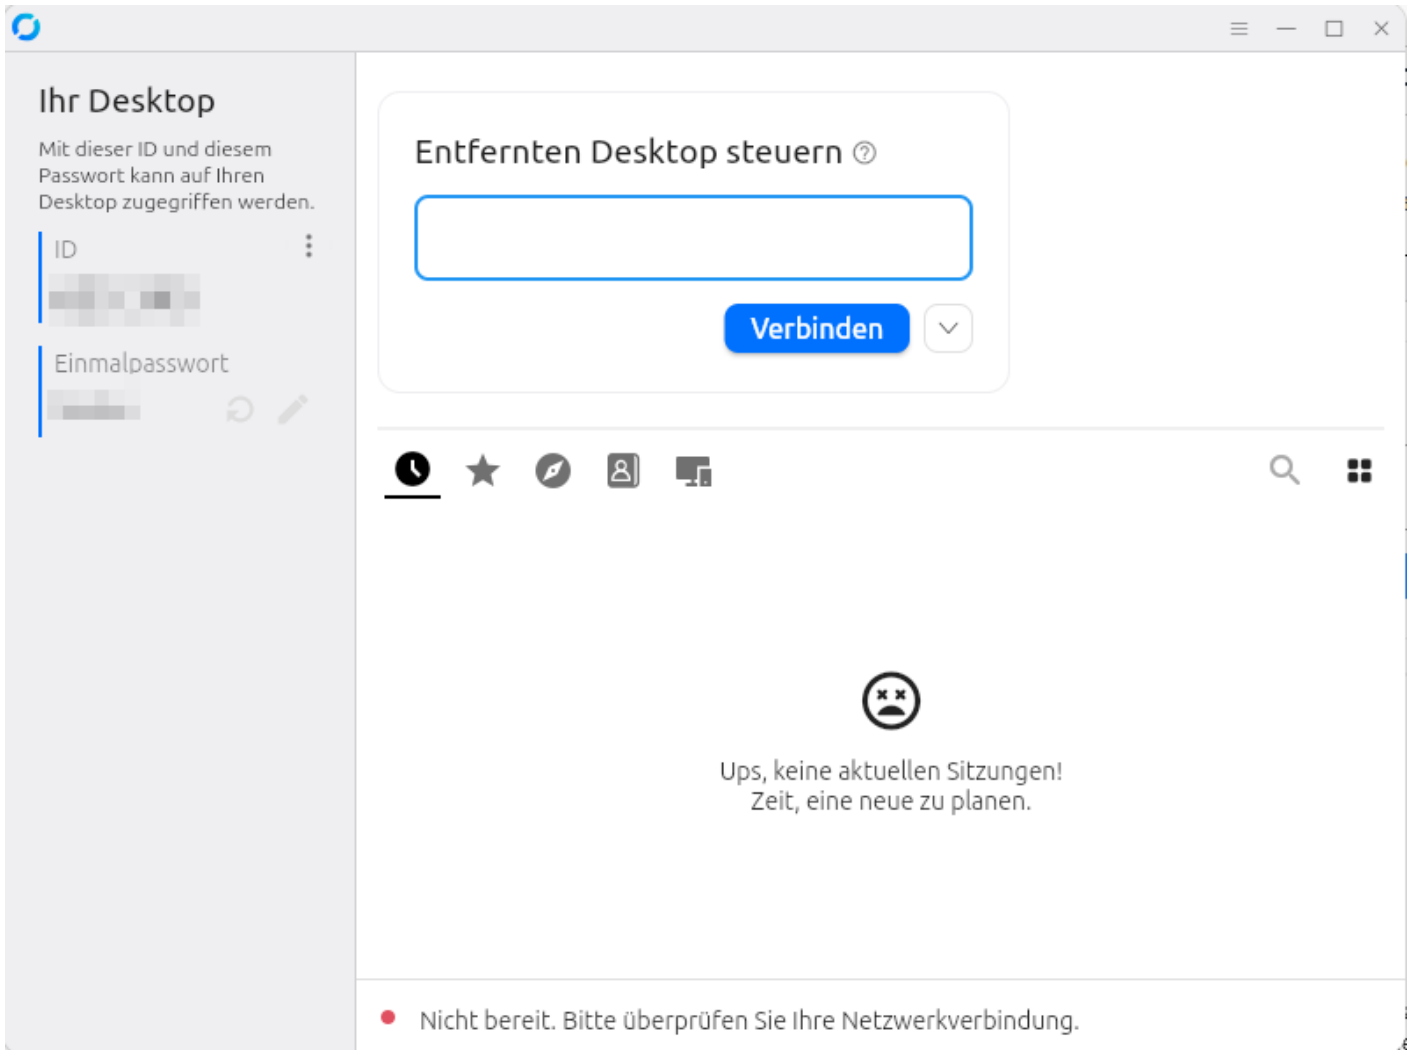 Ihr Desktop
Mit dieser ID und diesem
Passwort kann auf Ihren
Desktop zugegriffen werden.
ID
Einmalpasswort
Entfernten Desktop steuern
Verbinden
Ups, keine aktuellen Sitzungen!
Zeit, eine neue zu planen.
Nicht bereit. Bitte überprüfen Sie Ihre Netzwerkverbindung.